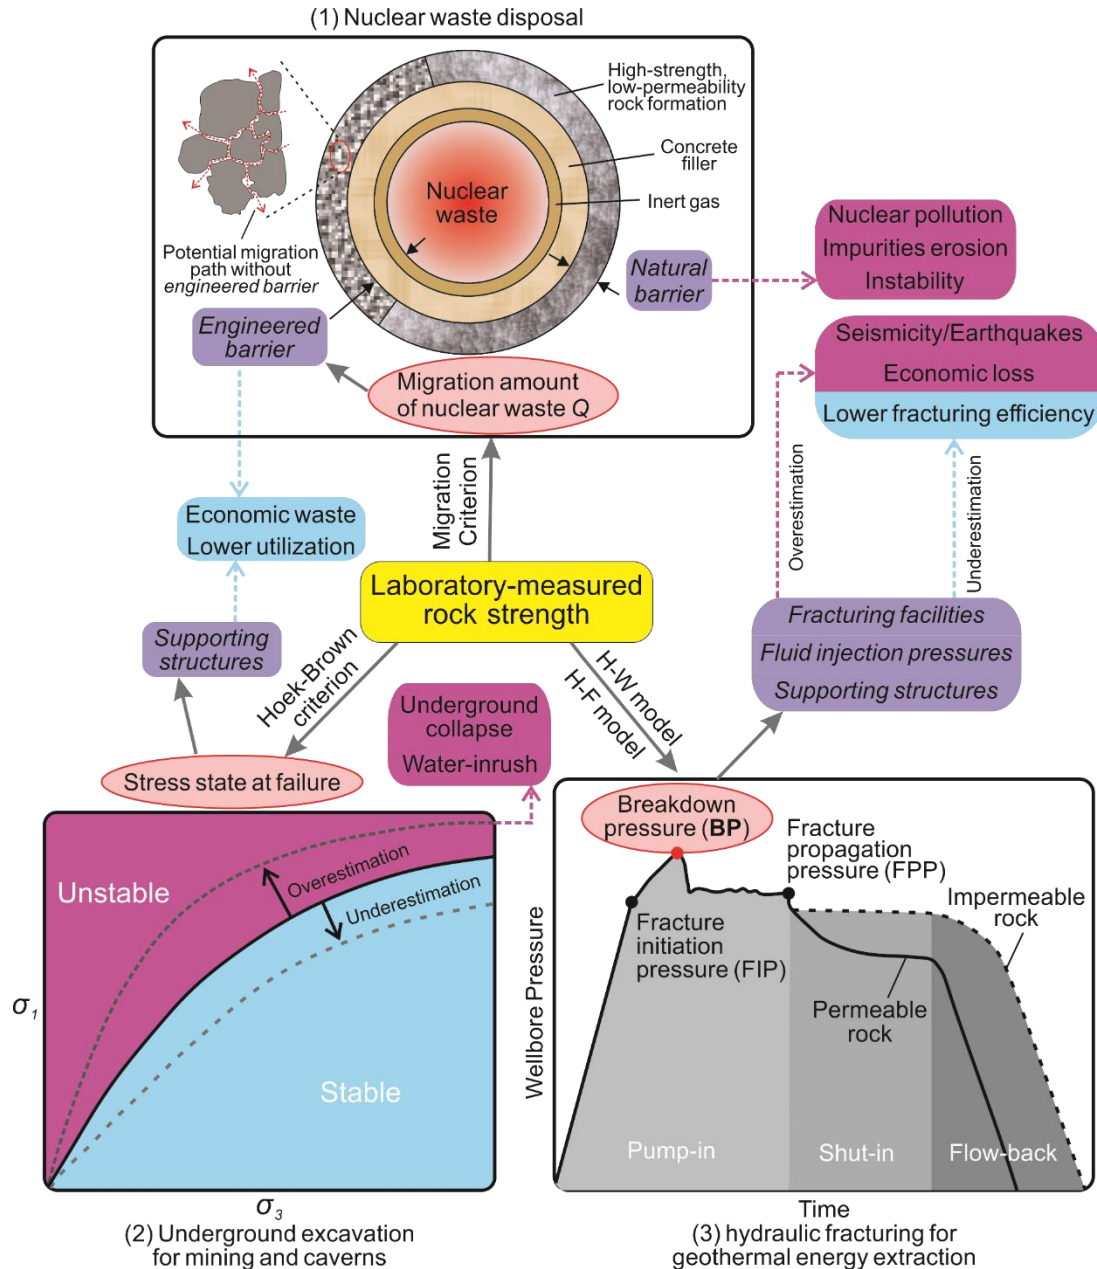 (1) Nuclear waste disposal
High-strength,
low-permeability
rock formation
Concrete
filler
Inert gas
Nuclear
waste
Potential migration
path without
engineered barrier
Natural
barrier
Nuclear pollution
Impurities erosion
Instability
Engineered
barrier
Migration amount
of nuclear waste Q
Seismicity/Earthquakes
Economic loss
Lower fracturing efficiency
Migration
Criterion
Overestimation
Underestimation
Economic waste
Lower utilization
Laboratory-measured
rock strength
Fracturing facilities
Fluid injection pressures
Supporting structures
Supporting
structures
Hoek-Brown
criterion
H-W model
H-F model
Underground
collapse
Water-inrush
Stress state at failure
Unstable
Overestimation
Underestimation
Stable
σ1
σ3
(2) Underground excavation
for mining and caverns
Breakdown
pressure (BP)
Fracture
propagation
pressure (FPP)
Impermeable
rock
Fracture
initiation
pressure (FIP)
Permeable
rock
Wellbore Pressure
Pump-in
Shut-in
Flow-back
Time
(3) hydraulic fracturing for
geothermal energy extraction